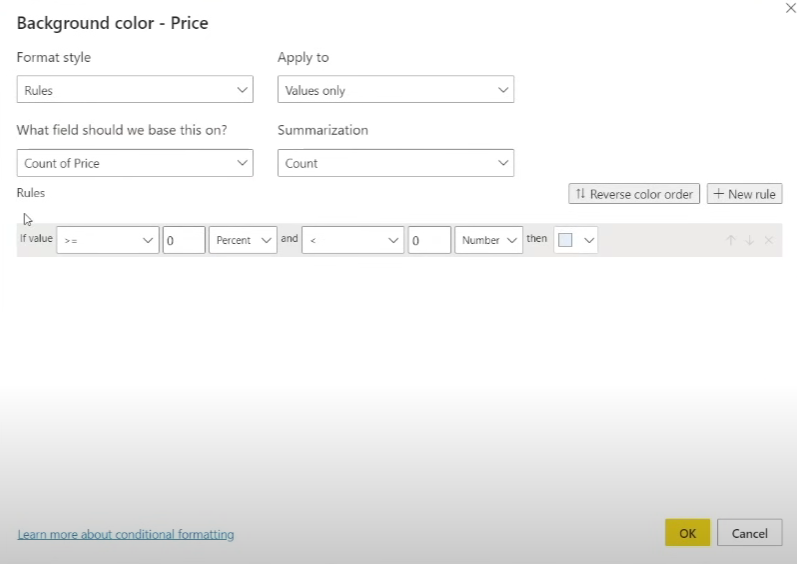 Background color - Price
Format style
Apply to
Rules
Values only
What field should we base this on?
Summarization
Count of Price
Count
Rules
Reverse color order
+ New rule
If value >= 0 Percent and < 0 Number then
Learn more about conditional formatting
OK
Cancel